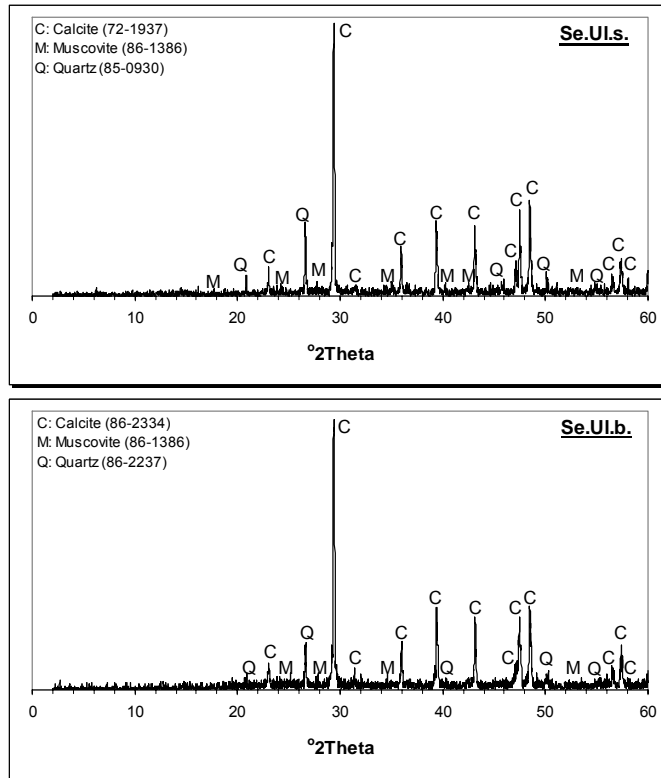 C: Calcite (72-1937)
M: Muscovite (86-1386)
Q: Quartz (85-0930)
Se.Ul.s.
C
Q
C C
C C
C C
Q C M M C M M M Q C Q M Q C C
M
0 10 20 30 40 50 60
°2Theta
C: Calcite (86-2334)
M: Muscovite (86-1386)
Q: Quartz (86-2237)
Se.Ul.b.
C
C C C C
Q C C
Q C M M C M Q C Q M Q C C
0 10 20 30 40 50 60
°2Theta